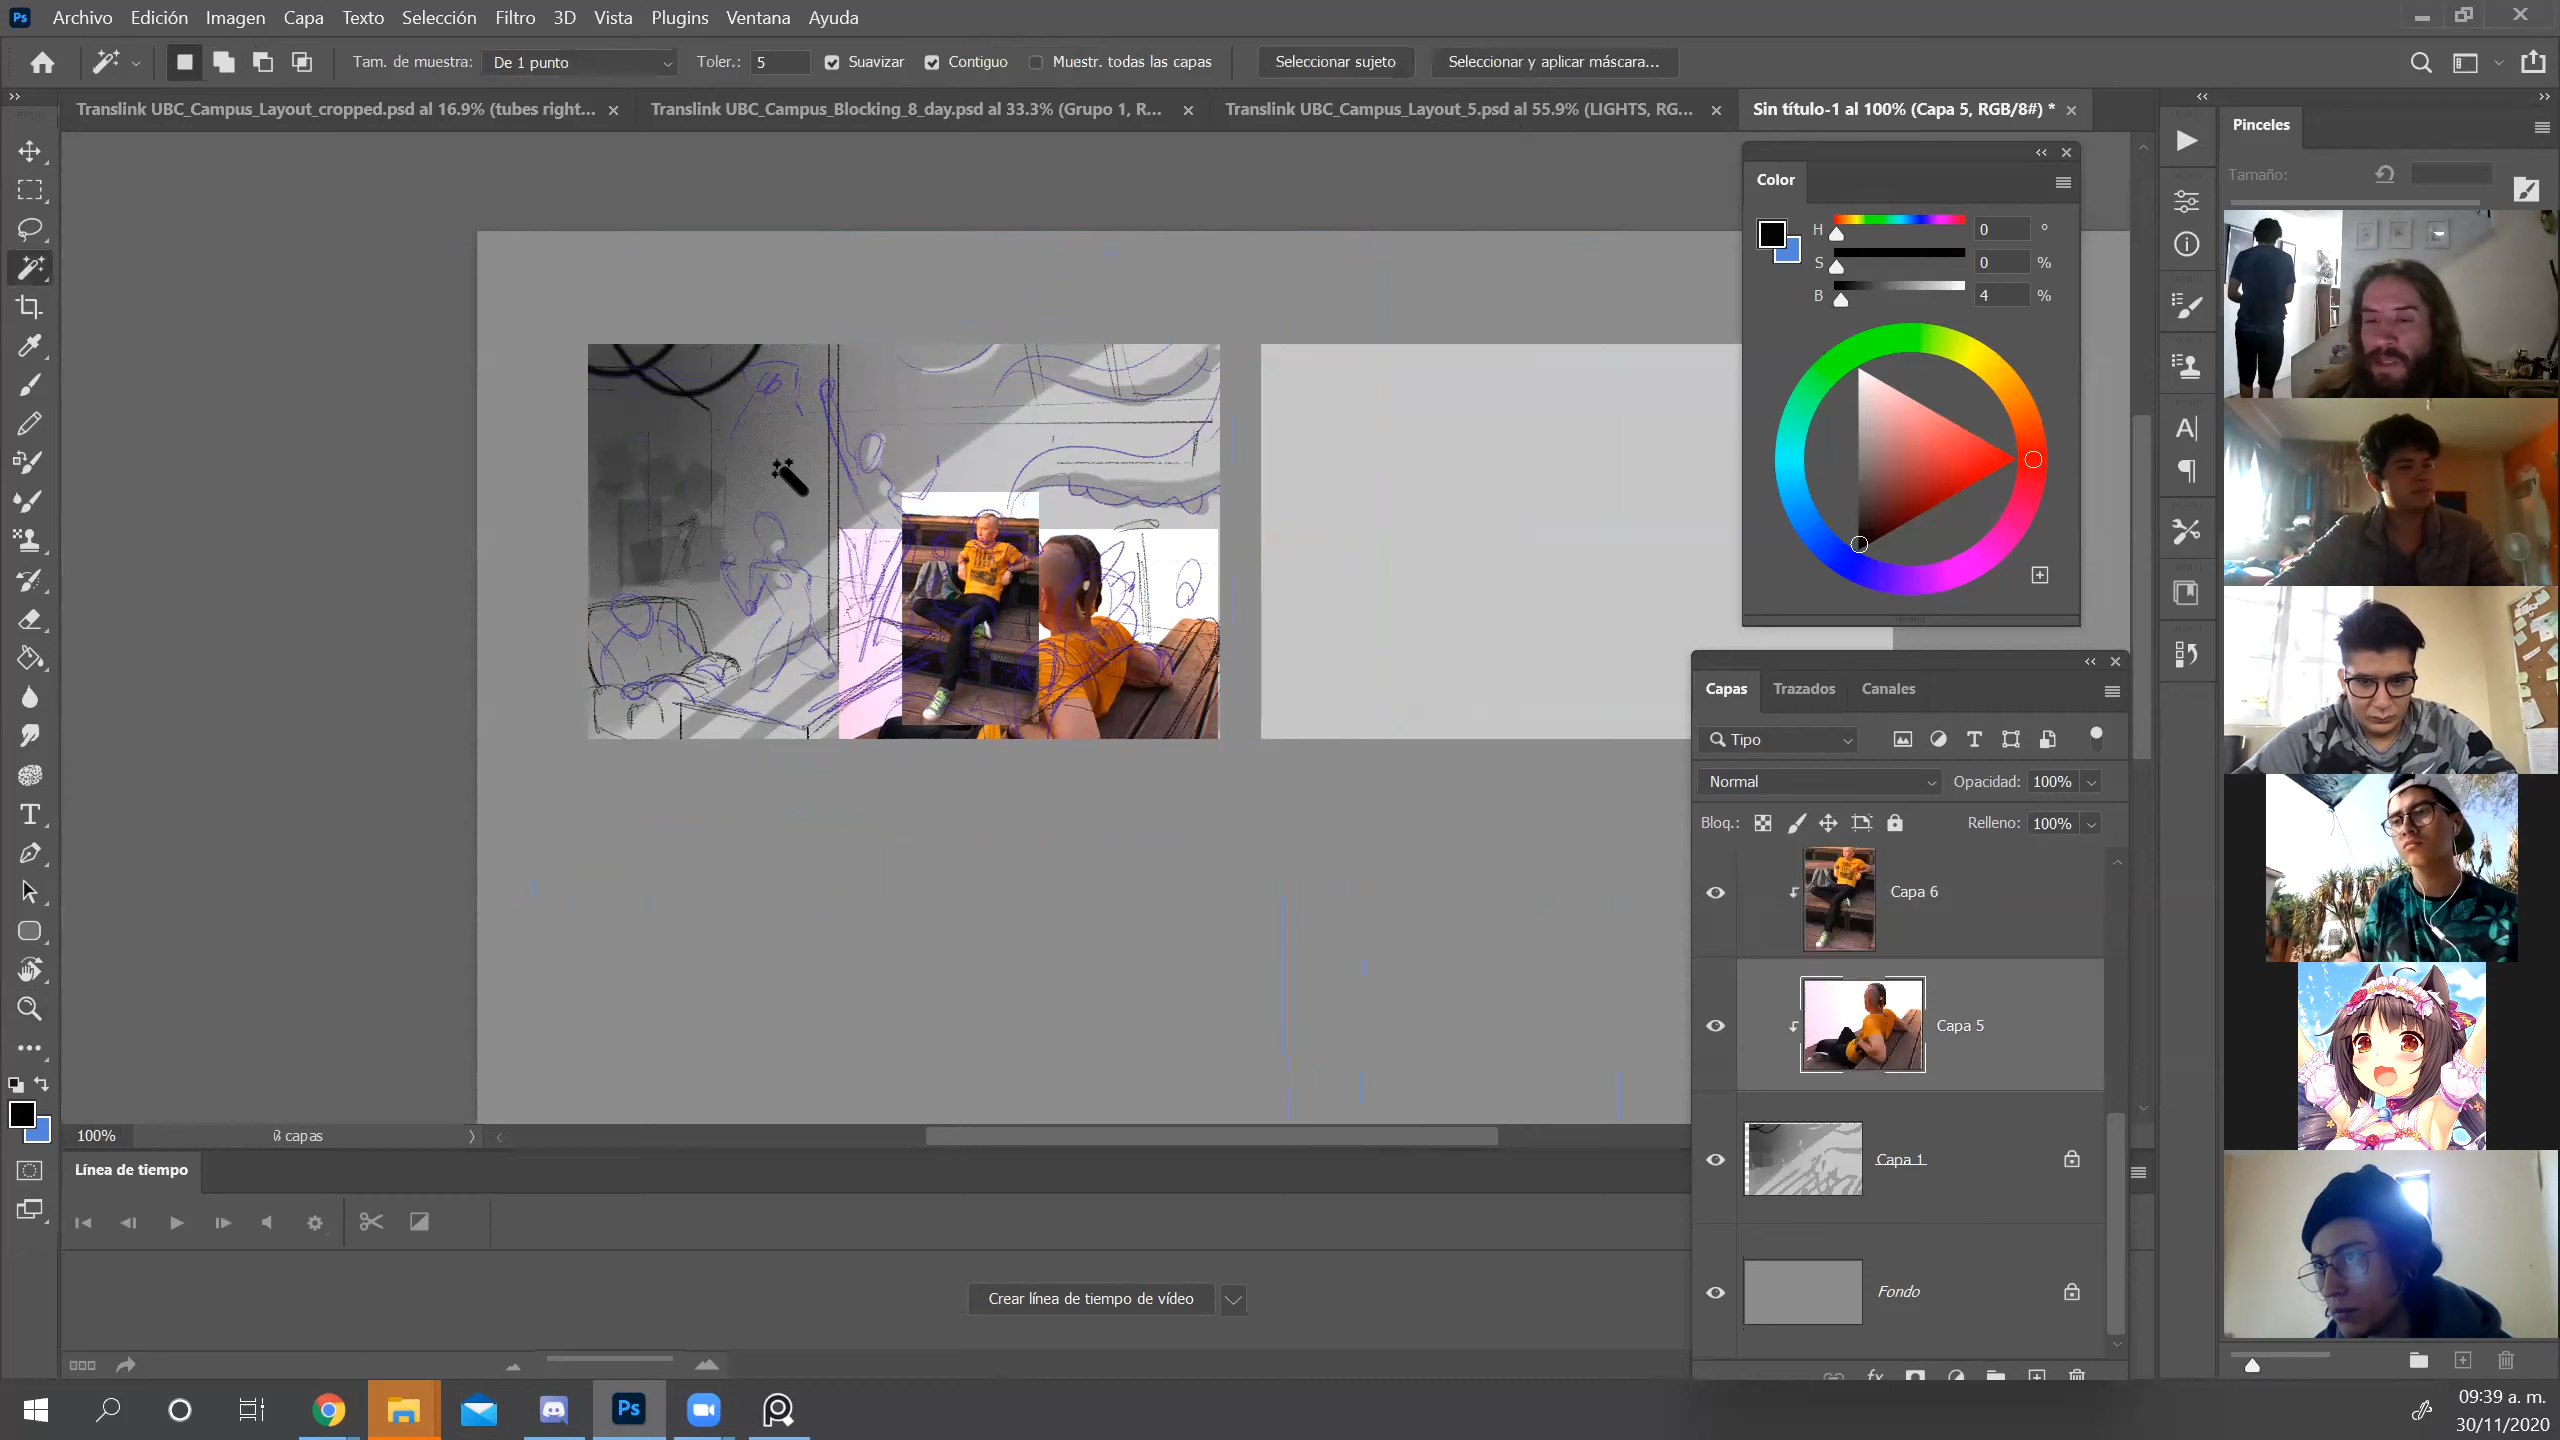 Ps Archivo Edición Imagen Capa Texto Selección Filtro 3D Vista Plugins Ventana Ayuda
Tam. de muestra: De 1 punto Toler.: 5 Suavizar Contiguo Muestr. todas las capas Seleccionar sujeto Seleccionar y aplicar máscara...
Translink UBC_Campus_Layout_cropped.psd al 16.9% (tubes right... Translink UBC_Campus_Blocking_8_day.psd al 33.3% (Grupo 1, R... Translink UBC_Campus_Layout_5.psd al 55.9% (LIGHTS, RG... Sin título-1 al 100% (Capa 5, RGB/8#) *
Pinceles
Tamaño:
Color
H 0 °
S 0 %
B 4 %
Capas Trazados Canales
Tipo
Normal Opacidad: 100%
Bloq.: Relleno: 100%
Capa 6
Capa 5
Capa 1
Fondo
fx
100% capas
Línea de tiempo
Crear línea de tiempo de vídeo
Ps
09:39 a. m.
30/11/2020